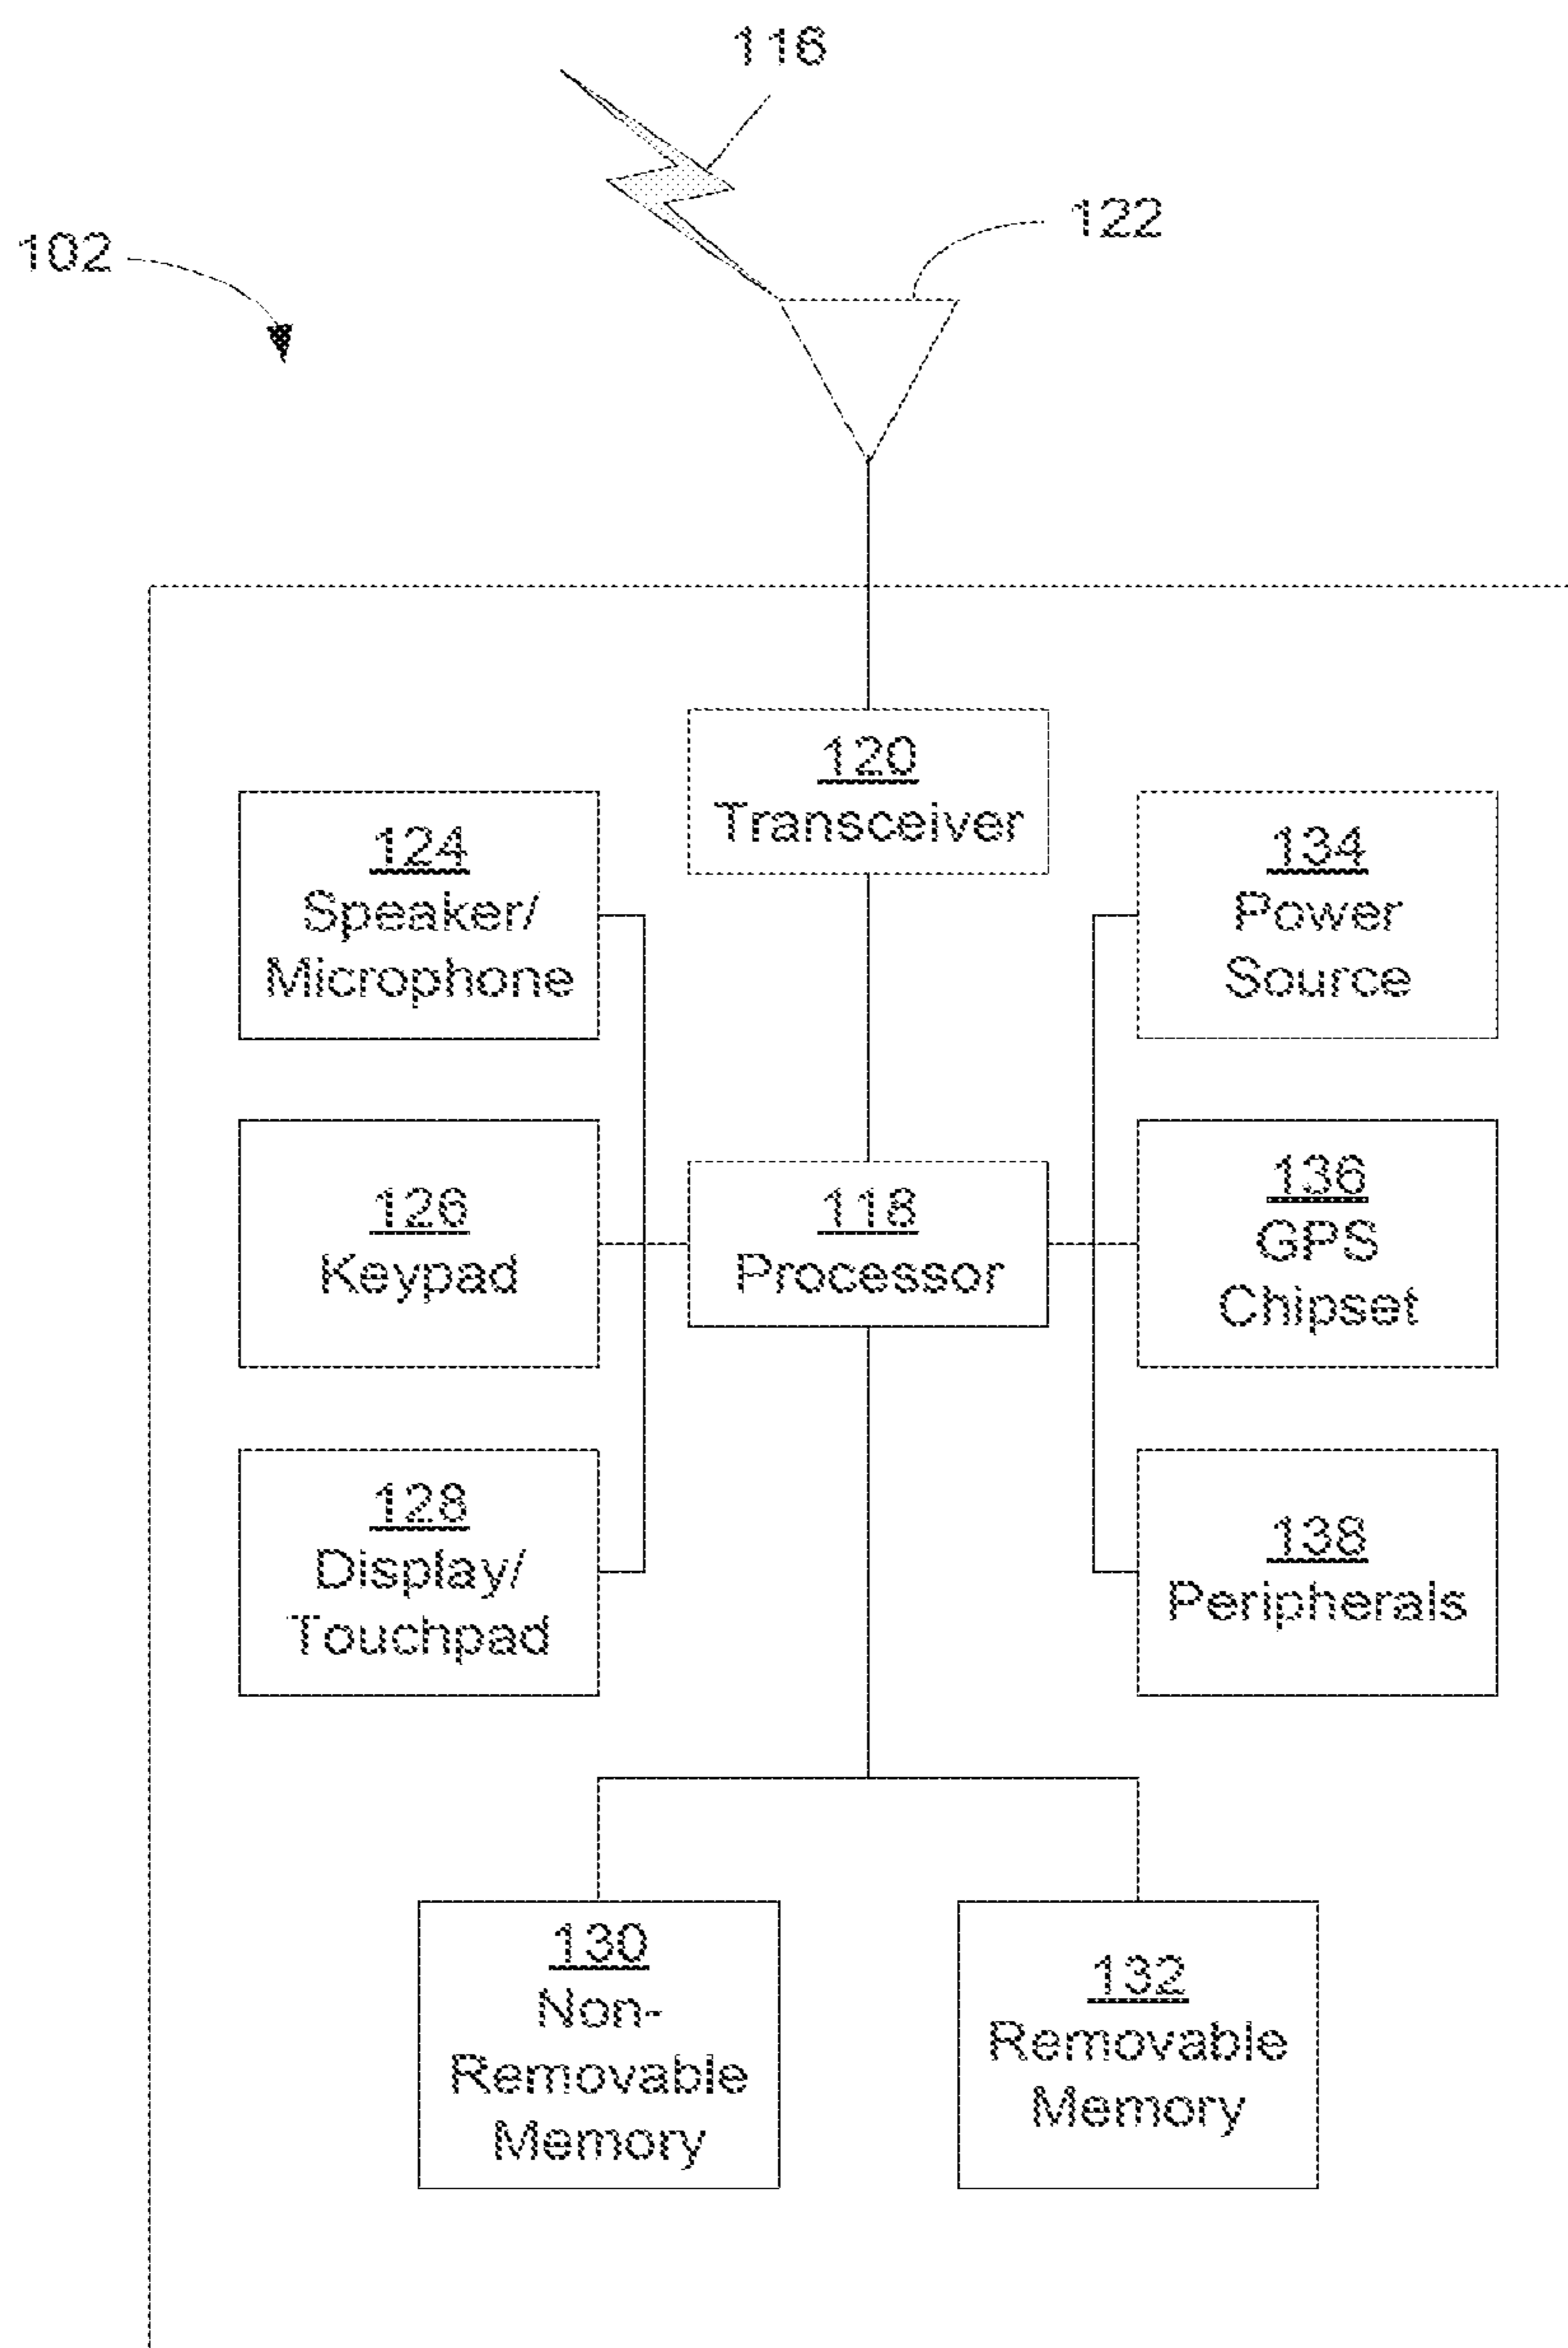 116
122
102
120
Transceiver
124
Speaker/
Microphone
134
Power
Source
126
Keypad
118
Processor
136
GPS
Chipset
128
Display/
Touchpad
138
Peripherals
130
Non-
Removable
Memory
132
Removable
Memory